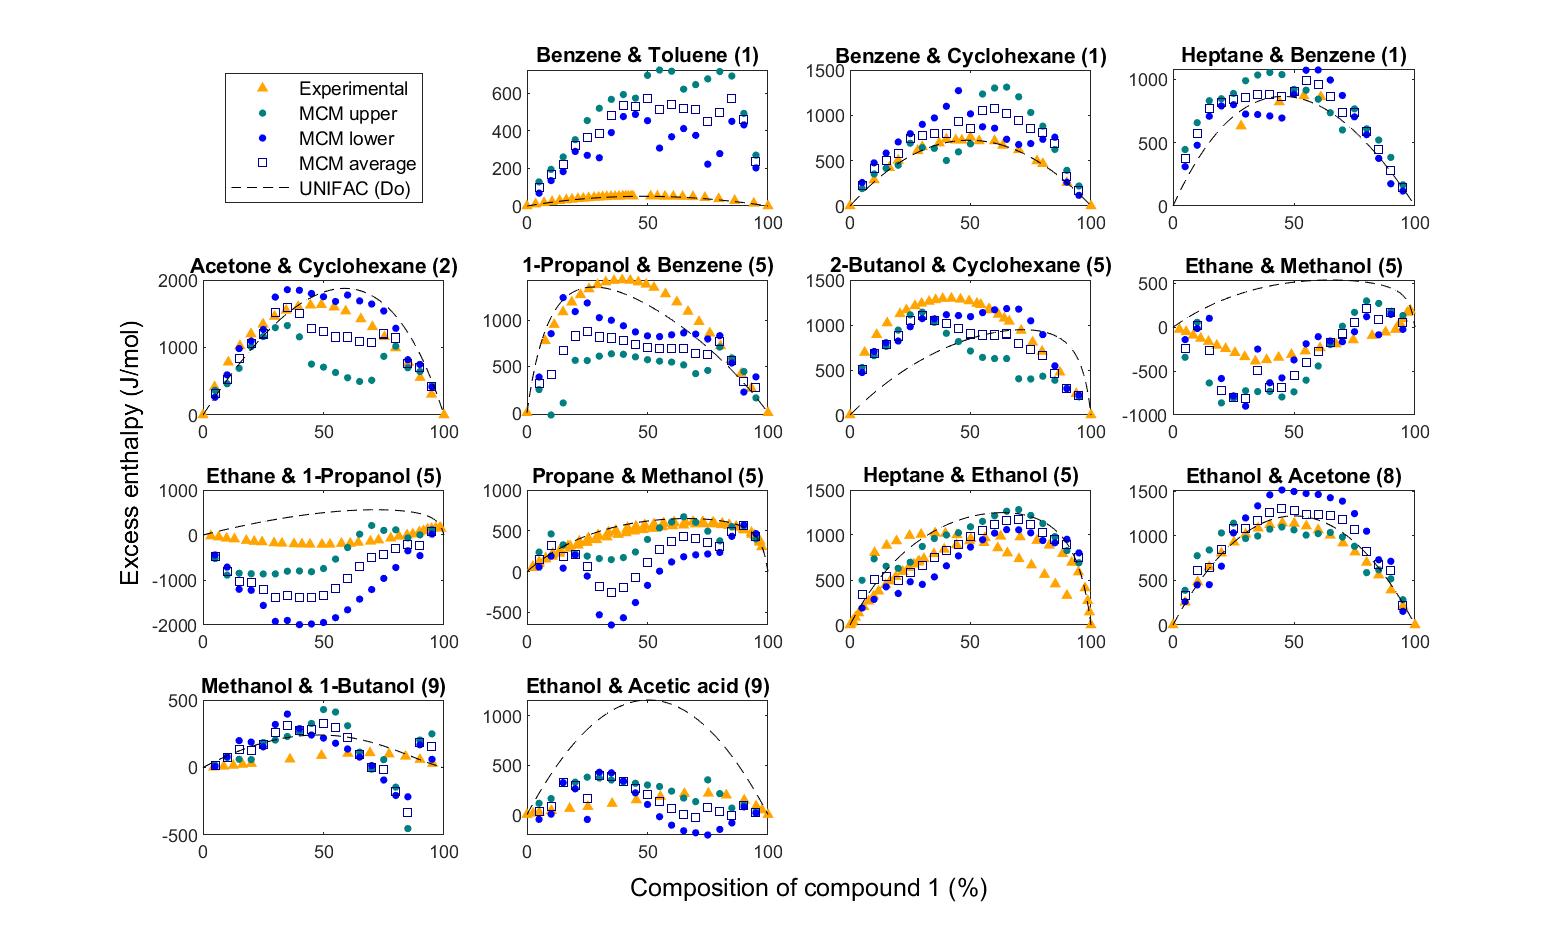 Experimental
MCM upper
MCM lower
MCM average
UNIFAC (Do)
Benzene & Toluene (1)
600
400
200
0
0 50 100
Benzene & Cyclohexane (1)
1500
1000
500
0
0 50 100
Heptane & Benzene (1)
1000
500
0
0 50 100
Acetone & Cyclohexane (2)
2000
1000
0
0 50 100
1-Propanol & Benzene (5)
1000
500
0
0 50 100
2-Butanol & Cyclohexane (5)
1500
1000
500
0
0 50 100
Ethane & Methanol (5)
500
0
-500
-1000
0 50 100
Ethane & 1-Propanol (5)
1000
0
-1000
-2000
0 50 100
Propane & Methanol (5)
1000
500
0
-500
0 50 100
Heptane & Ethanol (5)
1500
1000
500
0
0 50 100
Ethanol & Acetone (8)
1500
1000
500
0
0 50 100
Methanol & 1-Butanol (9)
500
0
-500
0 50 100
Ethanol & Acetic acid (9)
1000
500
0
0 50 100
Excess enthalpy (J/mol)
Composition of compound 1 (%)